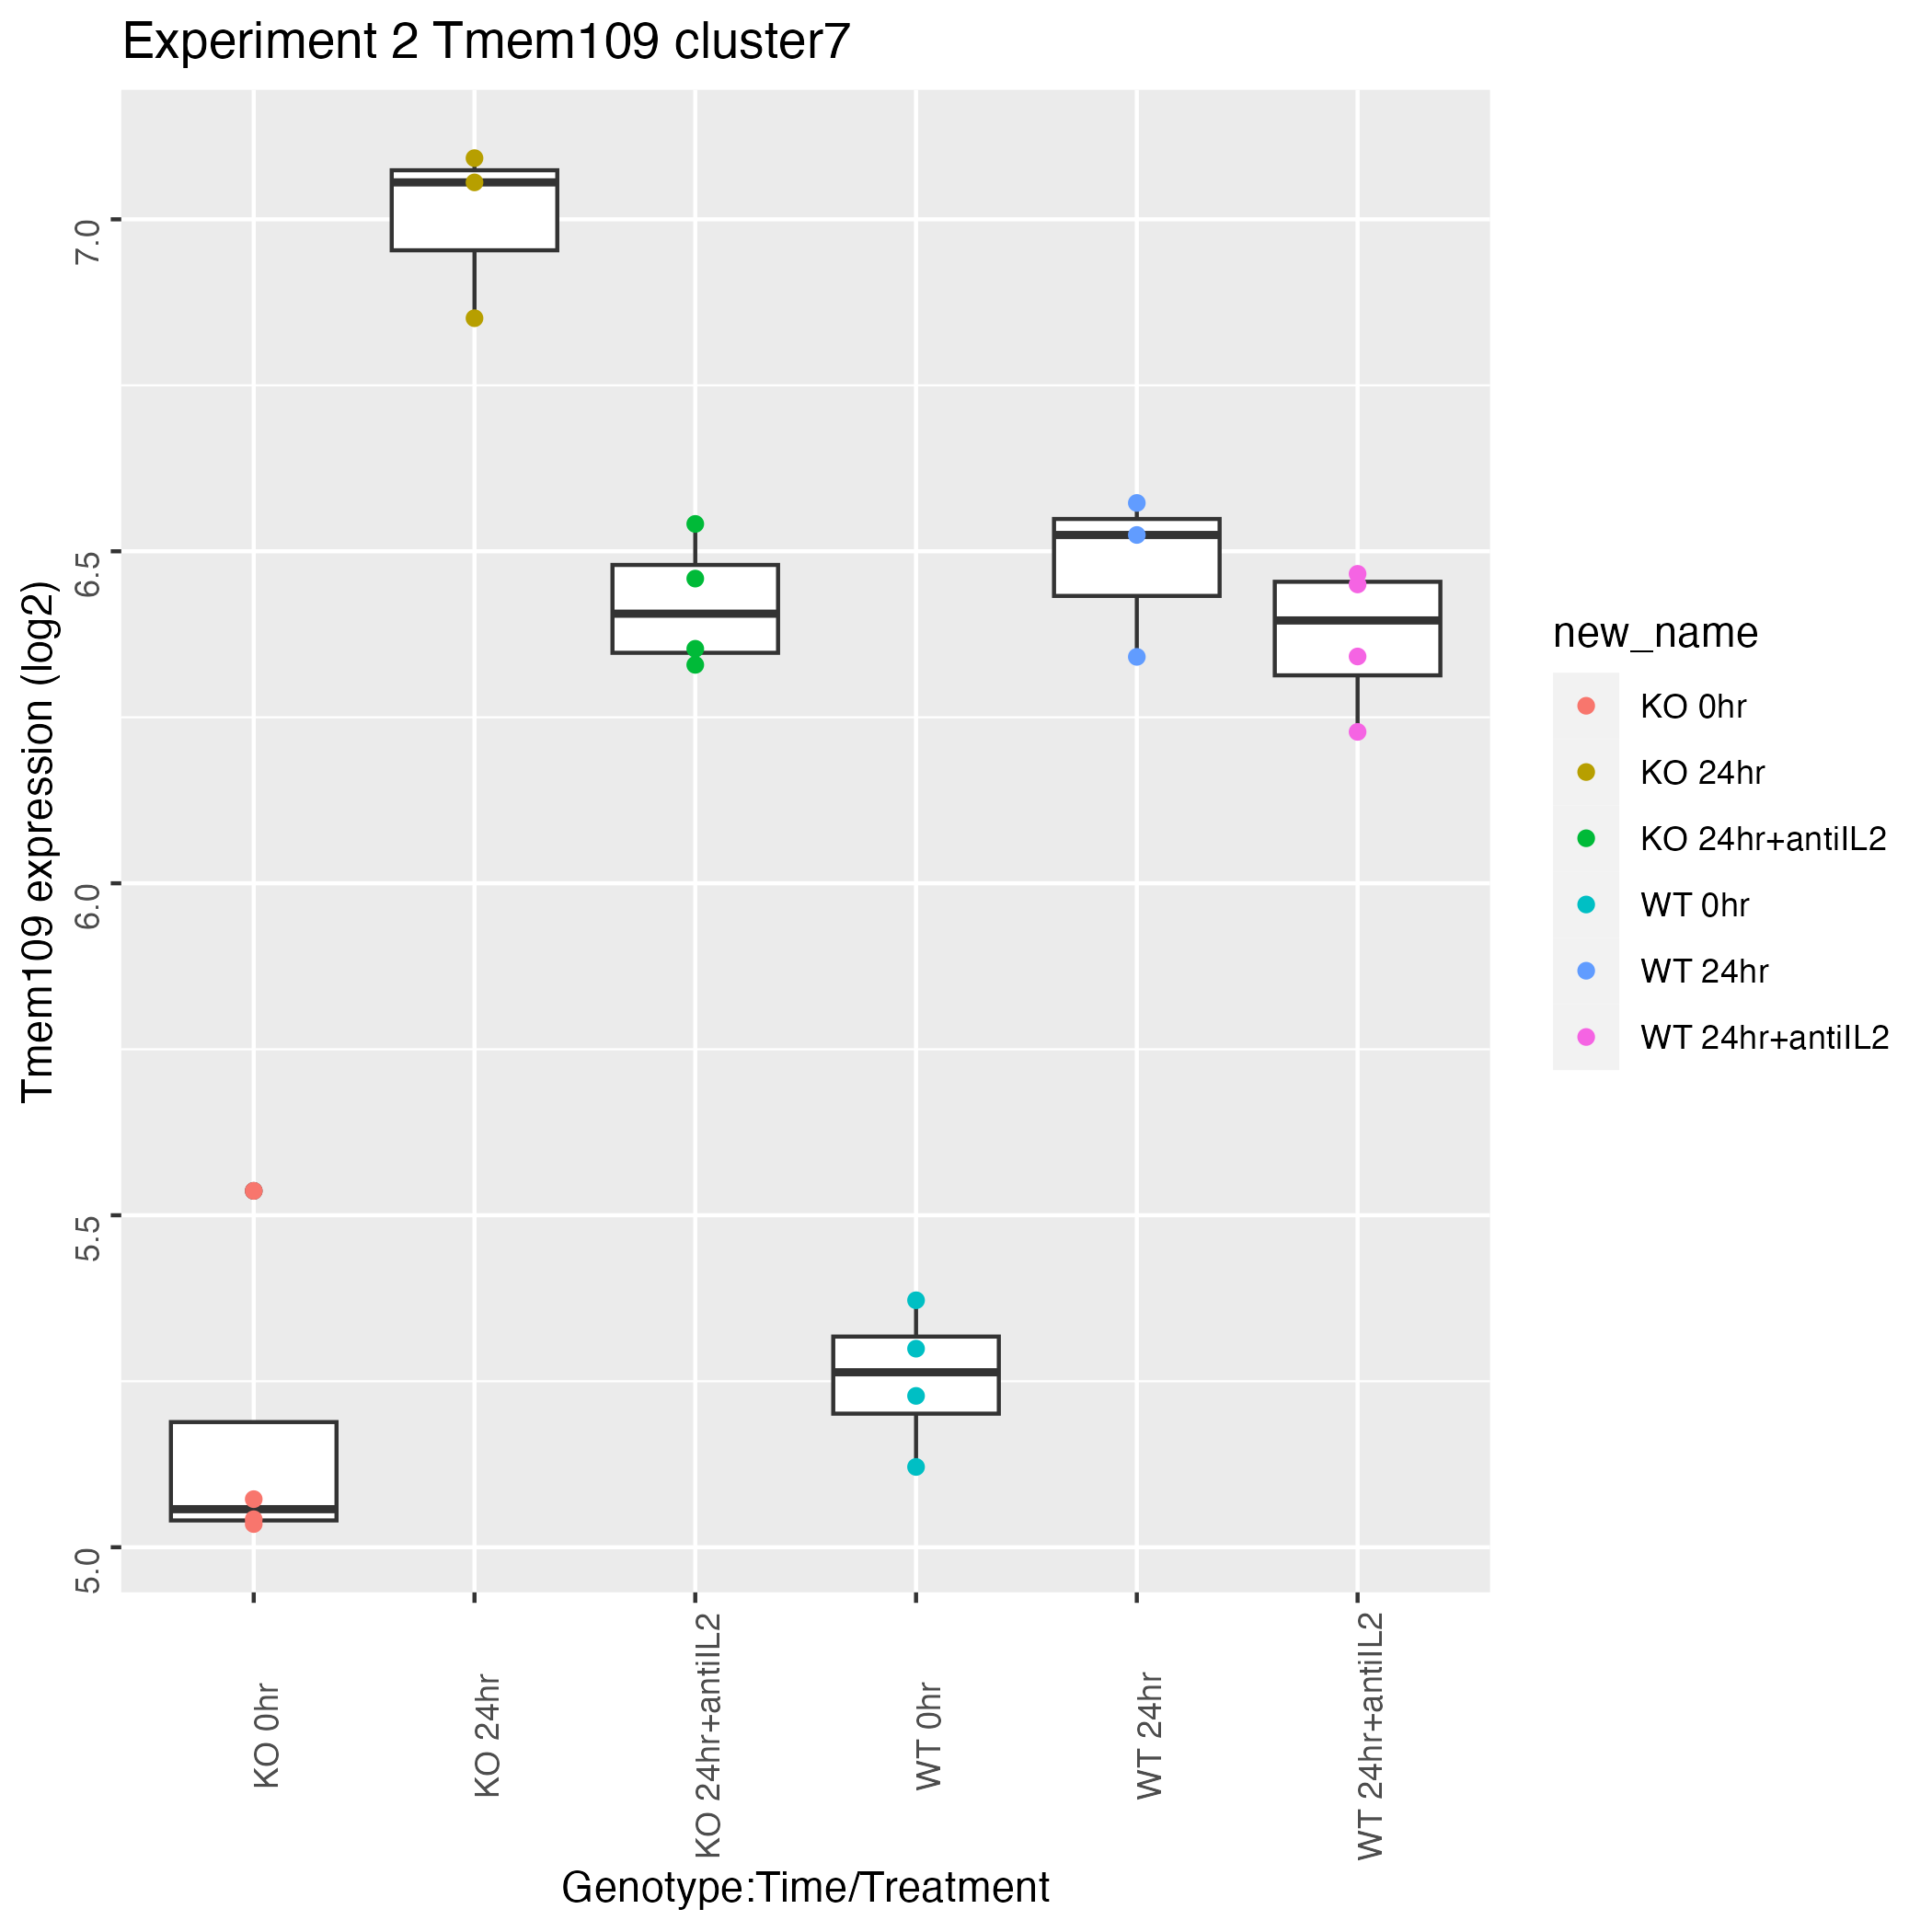 Experiment 2 Tmem109 cluster7
Tmem109 expression (log2)
7.0
6.5
6.0
5.5
5.0
KO 0hr
KO 24hr
KO 24hr+antiIL2
WT 0hr
WT 24hr
WT 24hr+antiIL2
Genotype:Time/Treatment
new_name
KO 0hr
KO 24hr
KO 24hr+antiIL2
WT 0hr
WT 24hr
WT 24hr+antiIL2